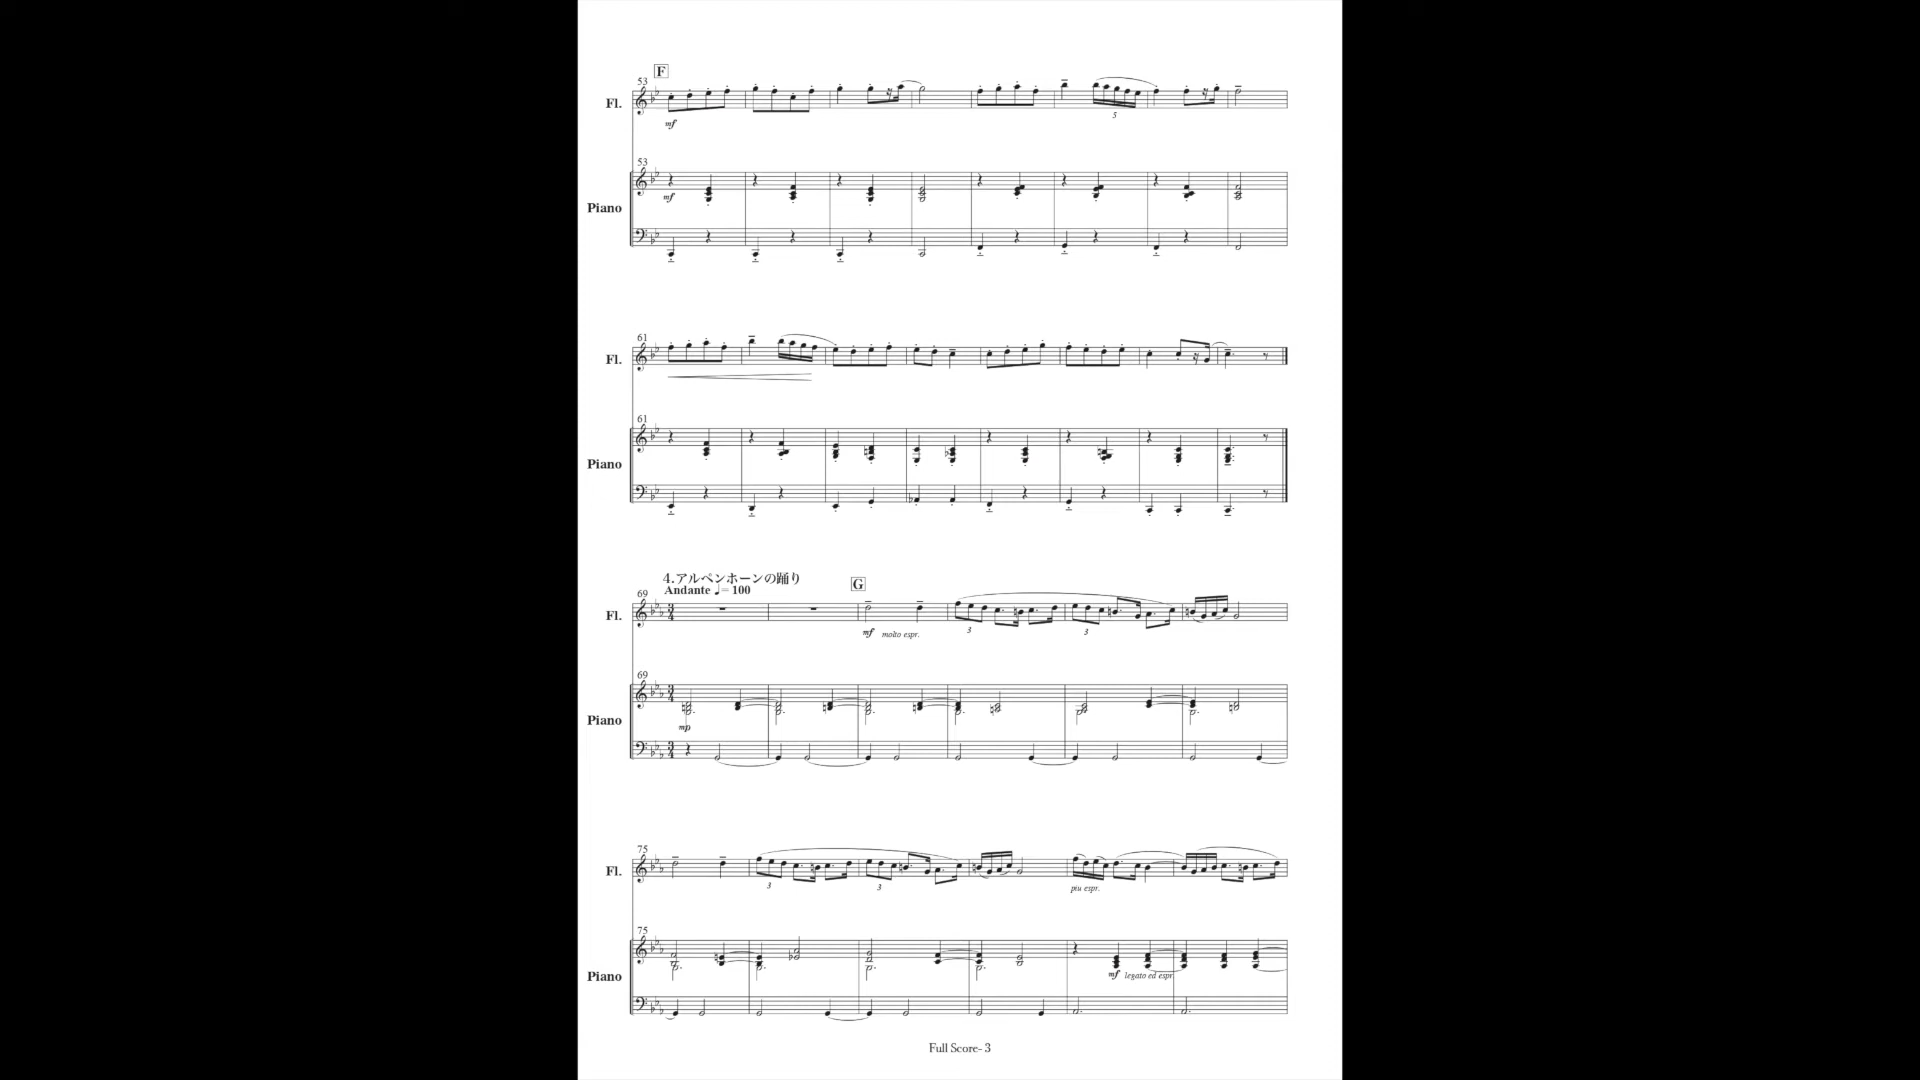 F
53
Fl.
mf
5
53
mf
Piano
61
Fl.
61
Piano
4.アルペンホーンの踊り
Andante ♩= 100
G
69
Fl.
mf molto espr.
3
3
69
Piano
mp
75
Fl.
3
3
piu espr.
75
Piano
mf legato ed espr
Full Score- 3